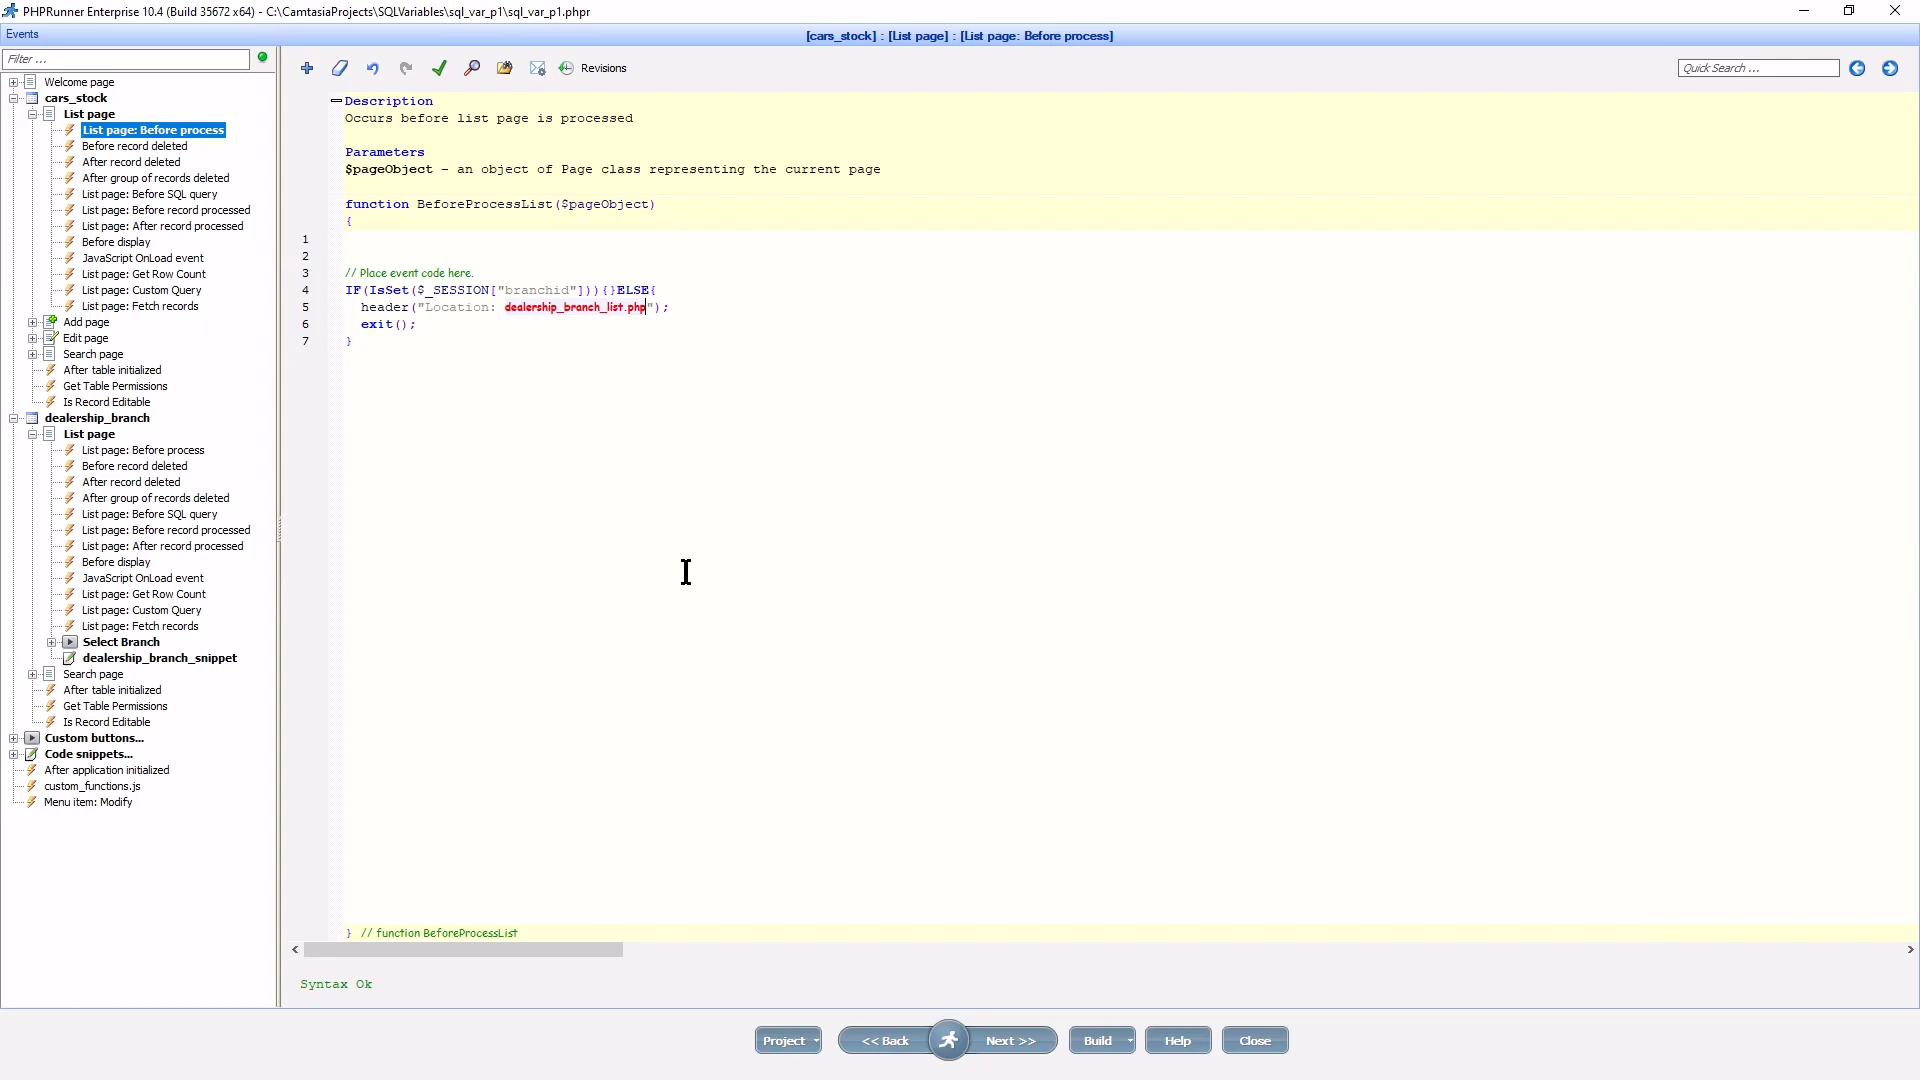 PHPRunner Enterprise 10.4 (Build 35672 x64) - C:\CamtasiaProjects\SQLVariables\sql_var_p1\sql_var_p1.phpr
Events
[cars_stock] : [List page] : [List page: Before process]
Filter ...
Revisions
Quick Search ...
Welcome page
cars_stock
List page
List page: Before process
Before record deleted
After record deleted
After group of records deleted
List page: Before SQL query
List page: Before record processed
List page: After record processed
Before display
JavaScript OnLoad event
List page: Get Row Count
List page: Custom Query
List page: Fetch records
Add page
Edit page
Search page
After table initialized
Get Table Permissions
Is Record Editable
dealership_branch
List page
List page: Before process
Before record deleted
After record deleted
After group of records deleted
List page: Before SQL query
List page: Before record processed
List page: After record processed
Before display
JavaScript OnLoad event
List page: Get Row Count
List page: Custom Query
List page: Fetch records
Select Branch
dealership_branch_snippet
Search page
After table initialized
Get Table Permissions
Is Record Editable
Custom buttons...
Code snippets...
After application initialized
custom_functions.js
Menu item: Modify
Description
Occurs before list page is processed
Parameters
$pageObject - an object of Page class representing the current page
function BeforeProcessList($pageObject)
{
1
2
3 // Place event code here.
4 IF(IsSet($_SESSION["branchid"])){}ELSE{
5 header("Location: dealership_branch_list.php");
6 exit();
7 }
} // function BeforeProcessList
Syntax Ok
Project
<< Back
Next >>
Build
Help
Close